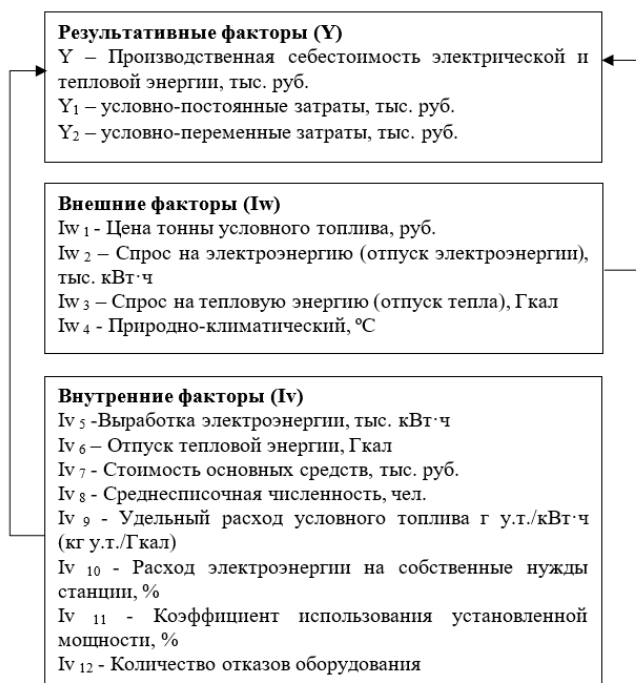 Результативные факторы (Y)
Y – Производственная себестоимость электрической и
тепловой энергии, тыс. руб.
Y₁ – условно-постоянные затраты, тыс. руб.
Y₂ – условно-переменные затраты, тыс. руб.
Внешние факторы (Iw)
Iw ₁ - Цена тонны условного топлива, руб.
Iw ₂ – Спрос на электроэнергию (отпуск электроэнергии),
тыс. кВт·ч
Iw ₃ – Спрос на тепловую энергию (отпуск тепла), Гкал
Iw ₄ - Природно-климатический, ºС
Внутренние факторы (Iv)
Iv ₅ -Выработка электроэнергии, тыс. кВт·ч
Iv ₆ – Отпуск тепловой энергии, Гкал
Iv ₇ - Стоимость основных средств, тыс. руб.
Iv ₈ - Среднесписочная численность, чел.
Iv ₉ - Удельный расход условного топлива г у.т./кВт·ч
(кг у.т./Гкал)
Iv ₁₀ - Расход электроэнергии на собственные нужды
станции, %
Iv ₁₁ - Коэффициент использования установленной
мощности, %
Iv ₁₂ - Количество отказов оборудования